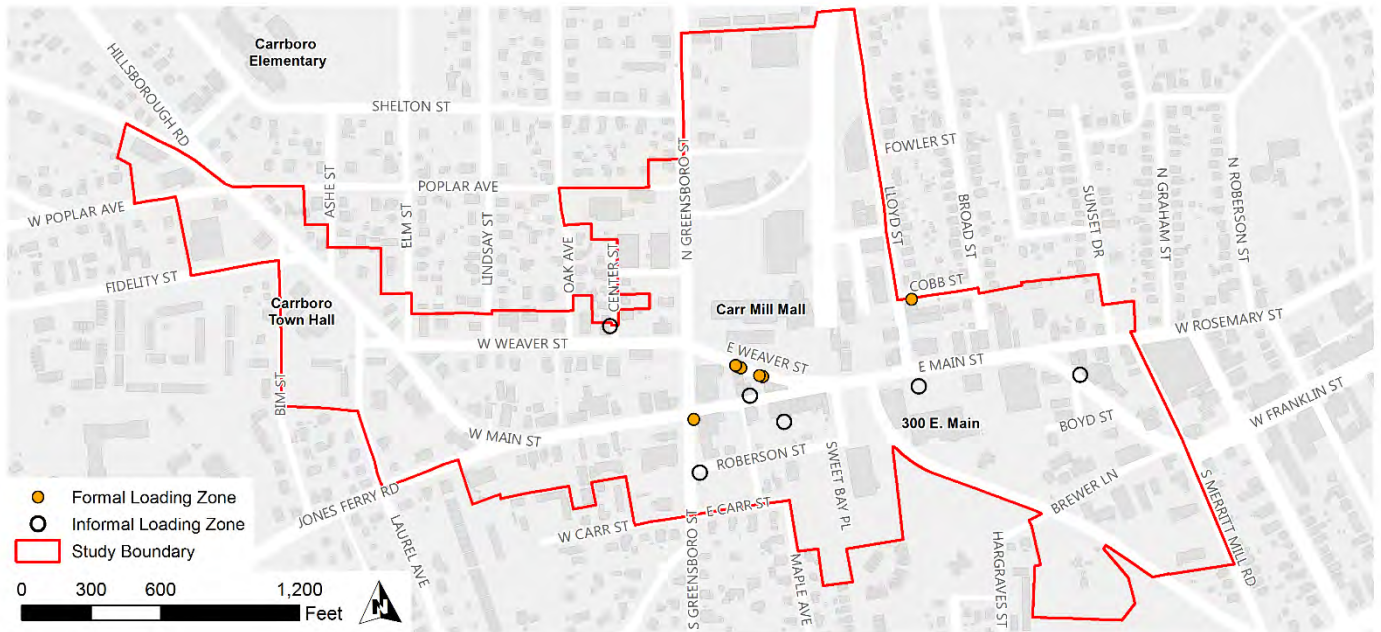 Carrboro
Elementary
HILLSBOROUGH RD
SHELTON ST
FOWLER ST
N GREENSBORO ST
ASHE ST
POPLAR AVE
W POPLAR AVE
ELM ST
LINDSAY ST
OAK AVE
CENTER ST
LLOYD ST
BROAD ST
SUNSET DR
N GRAHAM ST
N ROBERSON ST
FIDELITY ST
COBB ST
Carrboro
Town Hall
Carr Mill Mall
W ROSEMARY ST
W WEAVER ST
E WEAVER ST
E MAIN ST
BIM ST
W MAIN ST
300 E. Main
BOYD ST
W FRANKLIN ST
ROBERSON ST
SWEET BAY PL
BREWER LN
S MERRITT MILL RD
JONES FERRY RD
LAUREL AVE
W CARR ST
E CARR ST
S GREENSBORO ST
MAPLE AVE
HARGRAVES ST
Formal Loading Zone
Informal Loading Zone
Study Boundary
0 300 600 1,200
Feet
N